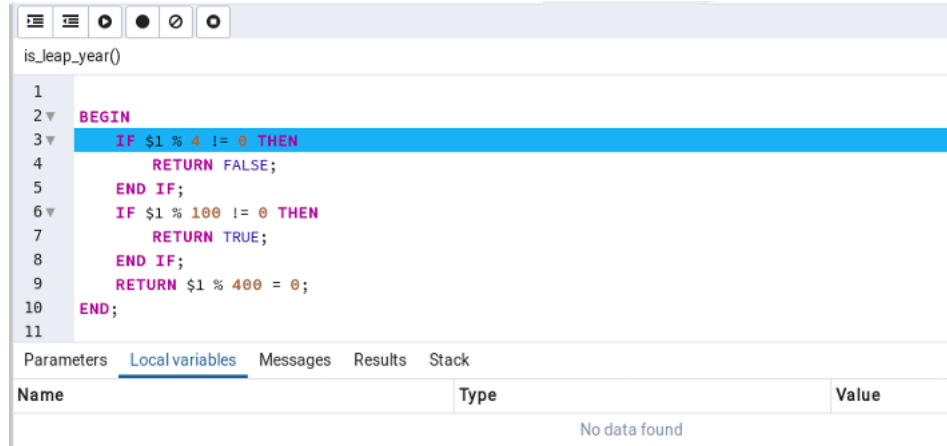 is_leap_year()
1
2 BEGIN
3 IF $1 % 4 != 0 THEN
4 RETURN FALSE;
5 END IF;
6 IF $1 % 100 != 0 THEN
7 RETURN TRUE;
8 END IF;
9 RETURN $1 % 400 = 0;
10 END;
11
Parameters Local variables Messages Results Stack
Name Type Value
No data found